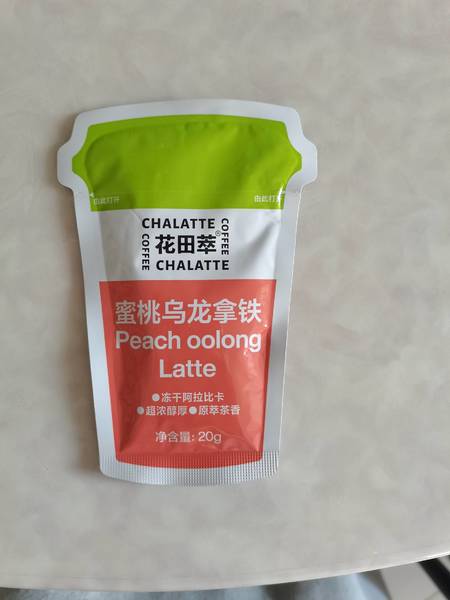 由此打开 由此打开
CHALATTE
COFFEE
花田萃®
COFFEE
CHALATTE
蜜桃乌龙拿铁
Peach oolong
Latte
●冻干阿拉比卡
●超浓醇厚●原萃茶香
净含量: 20g